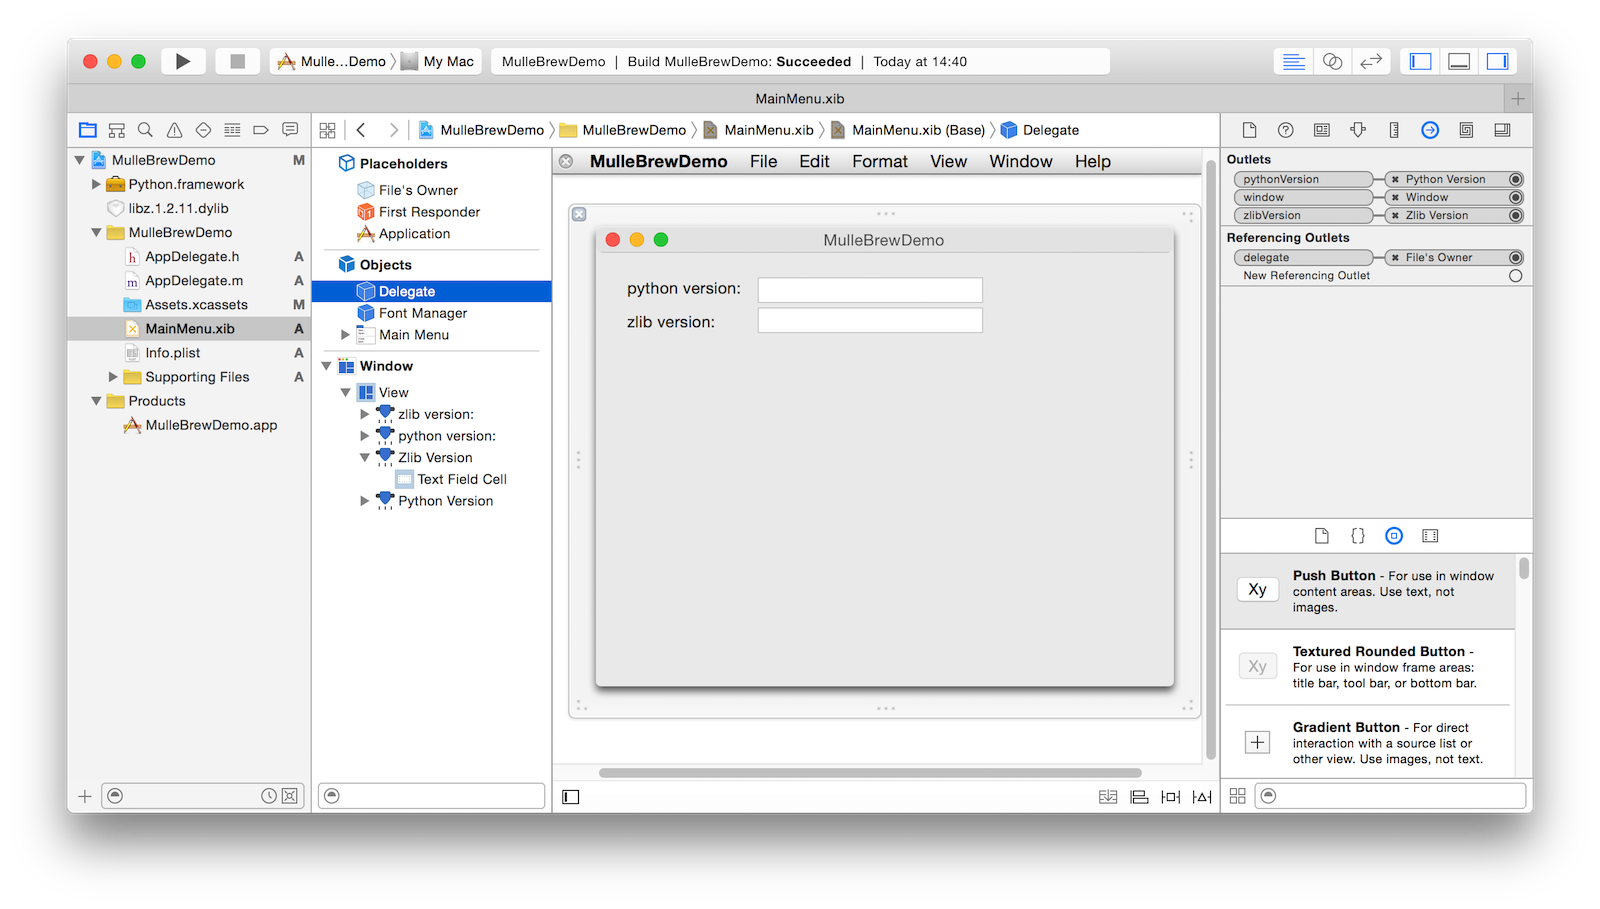 Mulle…Demo My Mac
MulleBrewDemo | Build MulleBrewDemo: Succeeded | Today at 14:40
MainMenu.xib
MulleBrewDemo MulleBrewDemo MainMenu.xib MainMenu.xib (Base) Delegate
MulleBrewDemo M
Python.framework
libz.1.2.11.dylib
MulleBrewDemo
h AppDelegate.h A
m AppDelegate.m A
Assets.xcassets M
MainMenu.xib A
Info.plist A
Supporting Files A
Products
MulleBrewDemo.app
Placeholders
File's Owner
First Responder
Application
Objects
Delegate
Font Manager
Main Menu
Window
View
zlib version:
python version:
Zlib Version
Text Field Cell
Python Version
MulleBrewDemo File Edit Format View Window Help
MulleBrewDemo
python version:
zlib version:
Outlets
pythonVersion Python Version
window Window
zlibVersion Zlib Version
Referencing Outlets
delegate File's Owner
New Referencing Outlet
Xy
Push Button - For use in window
content areas. Use text, not
images.
Xy
Textured Rounded Button -
For use in window frame areas:
title bar, tool bar, or bottom bar.
Gradient Button - For direct
interaction with a source list or
other view. Use images, not text.